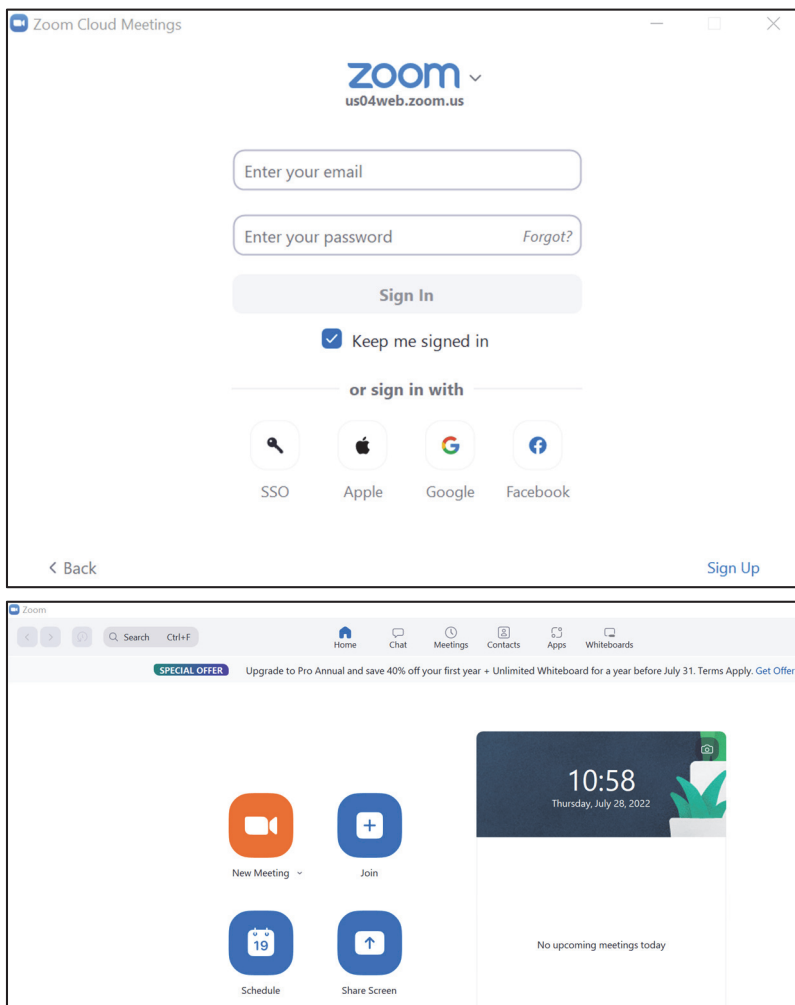 Zoom Cloud Meetings
zoom
us04web.zoom.us
Enter your email
Enter your password Forgot?
Sign In
Keep me signed in
or sign in with
SSO Apple Google Facebook
< Back Sign Up
Zoom
Search Ctrl+F Home Chat Meetings Contacts Apps Whiteboards
SPECIAL OFFER Upgrade to Pro Annual and save 40% off your first year + Unlimited Whiteboard for a year before July 31. Terms Apply. Get Offer
10:58
Thursday, July 28, 2022
New Meeting Join
19
No upcoming meetings today
Schedule Share Screen